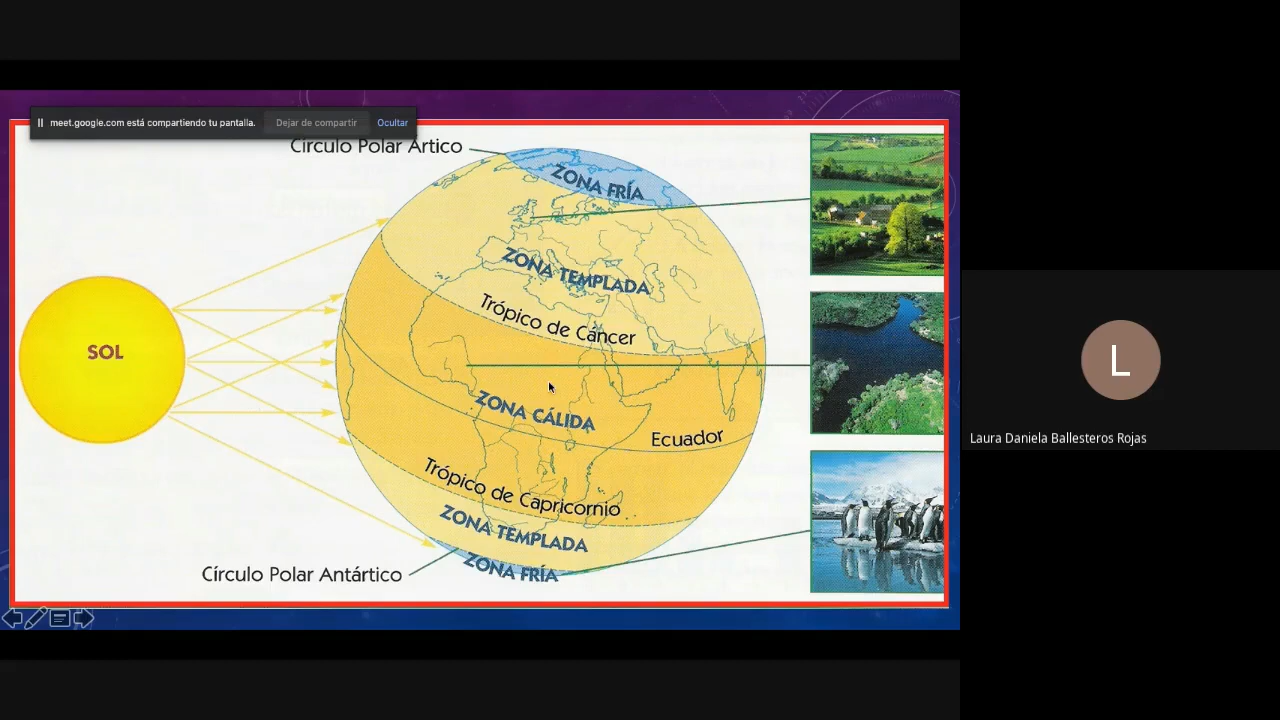 meet.google.com está compartiendo tu pantalla.
Dejar de compartir
Ocultar
Círculo Polar Ártico
ZONA FRÍA
ZONA TEMPLADA
Trópico de Cáncer
SOL
ZONA CÁLIDA
Ecuador
Trópico de Capricornio
ZONA TEMPLADA
ZONA FRÍA
Círculo Polar Antártico
L
Laura Daniela Ballesteros Rojas